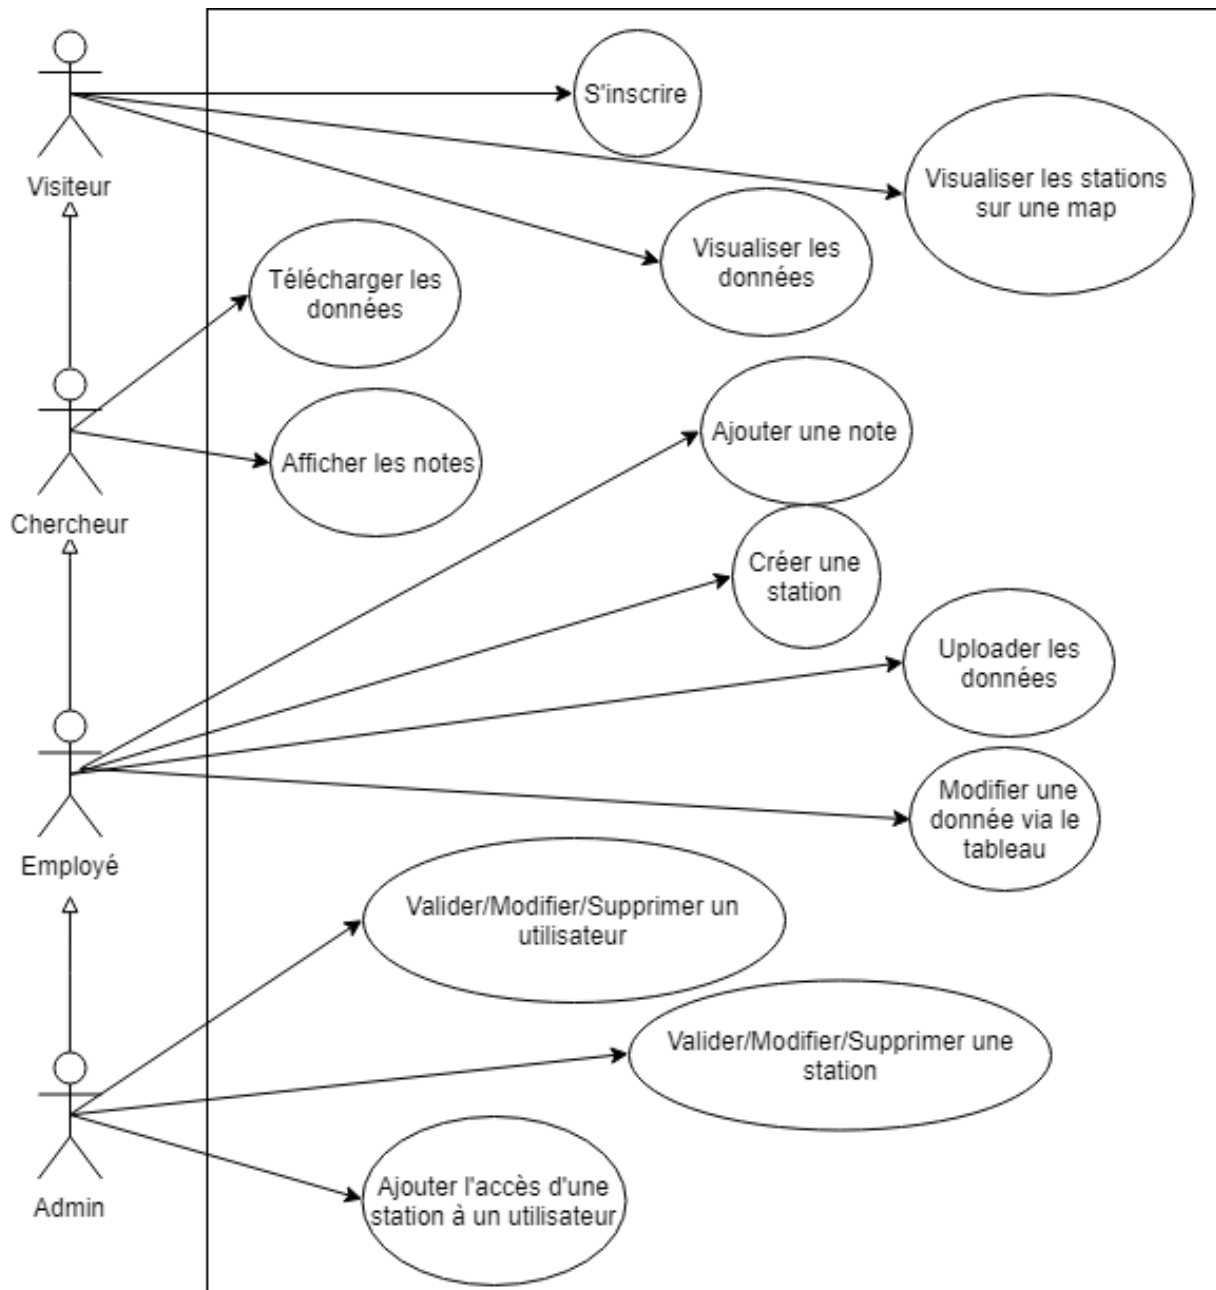 S'inscrire
Visiteur
Visualiser les stations
sur une map
Visualiser les
données
Télécharger les
données
Ajouter une note
Afficher les notes
Chercheur
Créer une
station
Uploader les
données
Modifier une
donnée via le
tableau
Employé
Valider/Modifier/Supprimer un
utilisateur
Valider/Modifier/Supprimer une
station
Ajouter l'accès d'une
station à un utilisateur
Admin